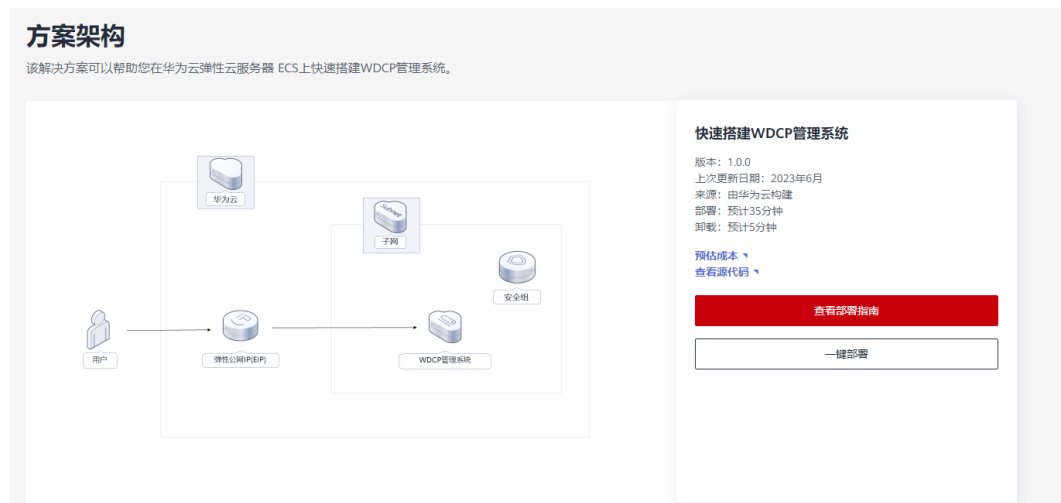 方案架构
该解决方案可以帮助您在华为云弹性云服务器 ECS上快速搭建WDCP管理系统。
华为云
Subnet
子网
安全组
用户
IP
弹性公网IP(EIP)
WDCP管理系统
快速搭建WDCP管理系统
版本：1.0.0
上次更新日期：2023年6月
来源：由华为云构建
部署：预计35分钟
卸载：预计5分钟
预估成本
查看源代码
查看部署指南
一键部署